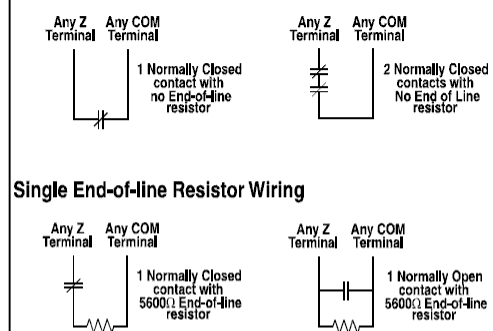 Any Z Any COM
Terminal Terminal
1 Normally Closed
contact with
no End-of-line
resistor
Any Z Any COM
Terminal Terminal
2 Normally Closed
contacts with
No End of Line
resistor
Single End-of-line Resistor Wiring
Any Z Any COM
Terminal Terminal
1 Normally Closed
contact with
5600Ω End-of-line
resistor
Any Z Any COM
Terminal Terminal
1 Normally Open
contact with
5600Ω End-of-line
resistor